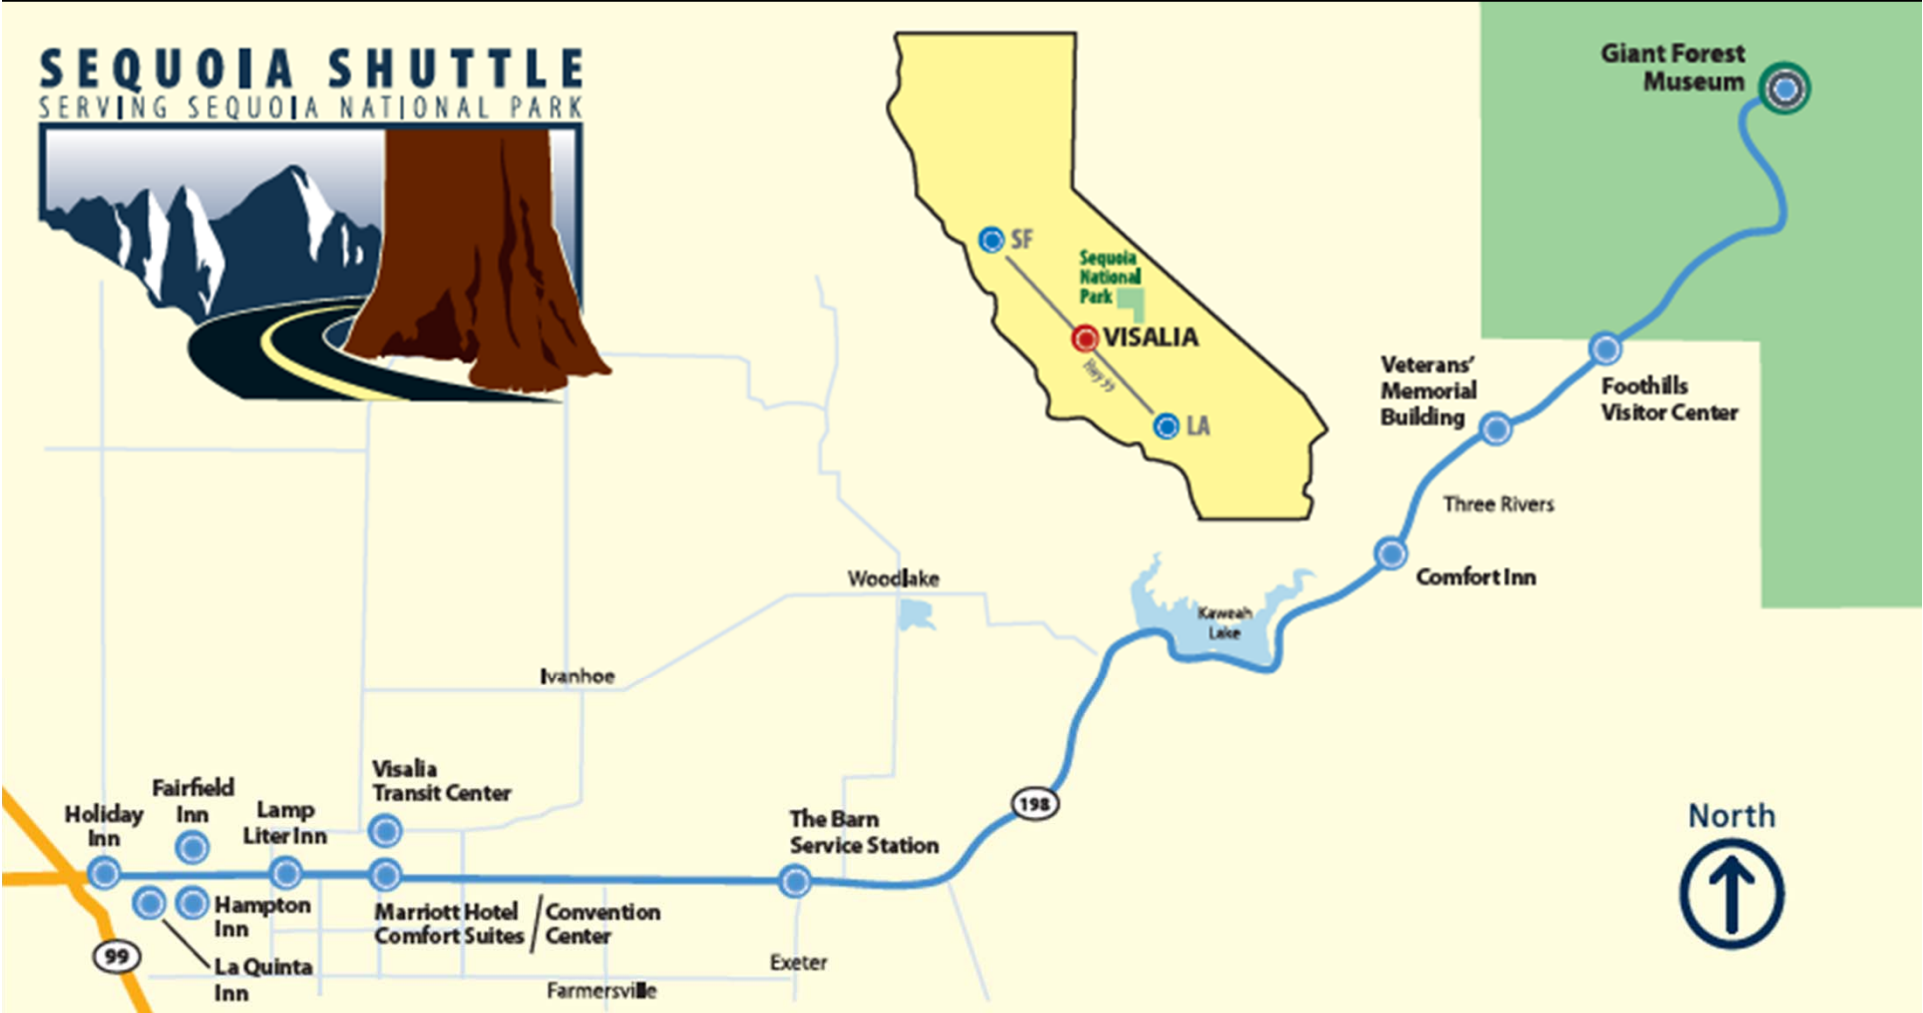 SEQUOIA SHUTTLE
SERVING SEQUOIA NATIONAL PARK
Giant Forest
Museum
SF
Sequoia
National
Park
VISALIA
Hwy 99
LA
Veterans'
Memorial
Building
Foothills
Visitor Center
Three Rivers
Comfort Inn
Woodlake
Kaweah
Lake
Ivanhoe
Visalia
Transit Center
Fairfield
Inn
Holiday
Inn
Lamp
Liter Inn
The Barn
Service Station
198
North
Hampton
Inn
Marriott Hotel / Convention
Comfort Suites / Center
99
La Quinta
Inn
Exeter
Farmersville